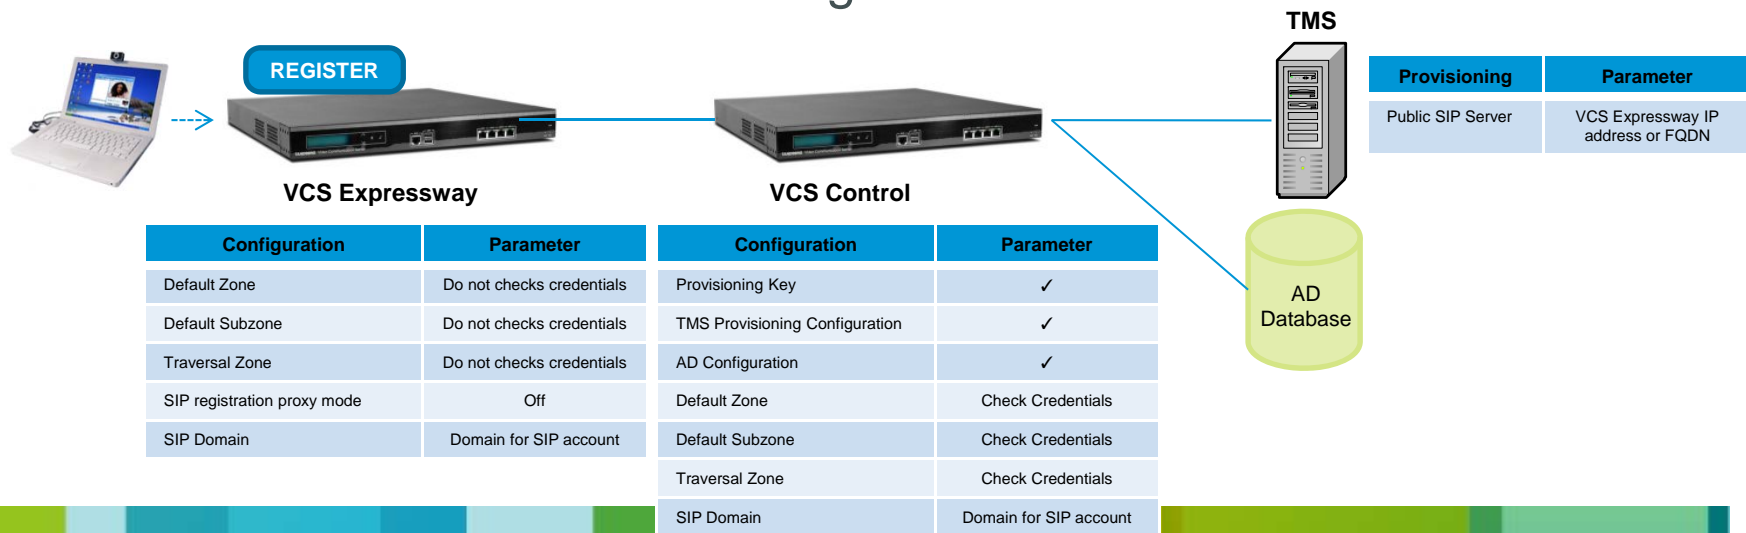 TMS
REGISTER
Provisioning Parameter
Public SIP Server VCS Expressway IP
address or FQDN
VCS Expressway
VCS Control
Configuration Parameter
Default Zone Do not checks credentials
Default Subzone Do not checks credentials
Traversal Zone Do not checks credentials
SIP registration proxy mode Off
SIP Domain Domain for SIP account
Configuration Parameter
Provisioning Key ✓
TMS Provisioning Configuration ✓
AD Configuration ✓
Default Zone Check Credentials
Default Subzone Check Credentials
Traversal Zone Check Credentials
SIP Domain Domain for SIP account
AD
Database